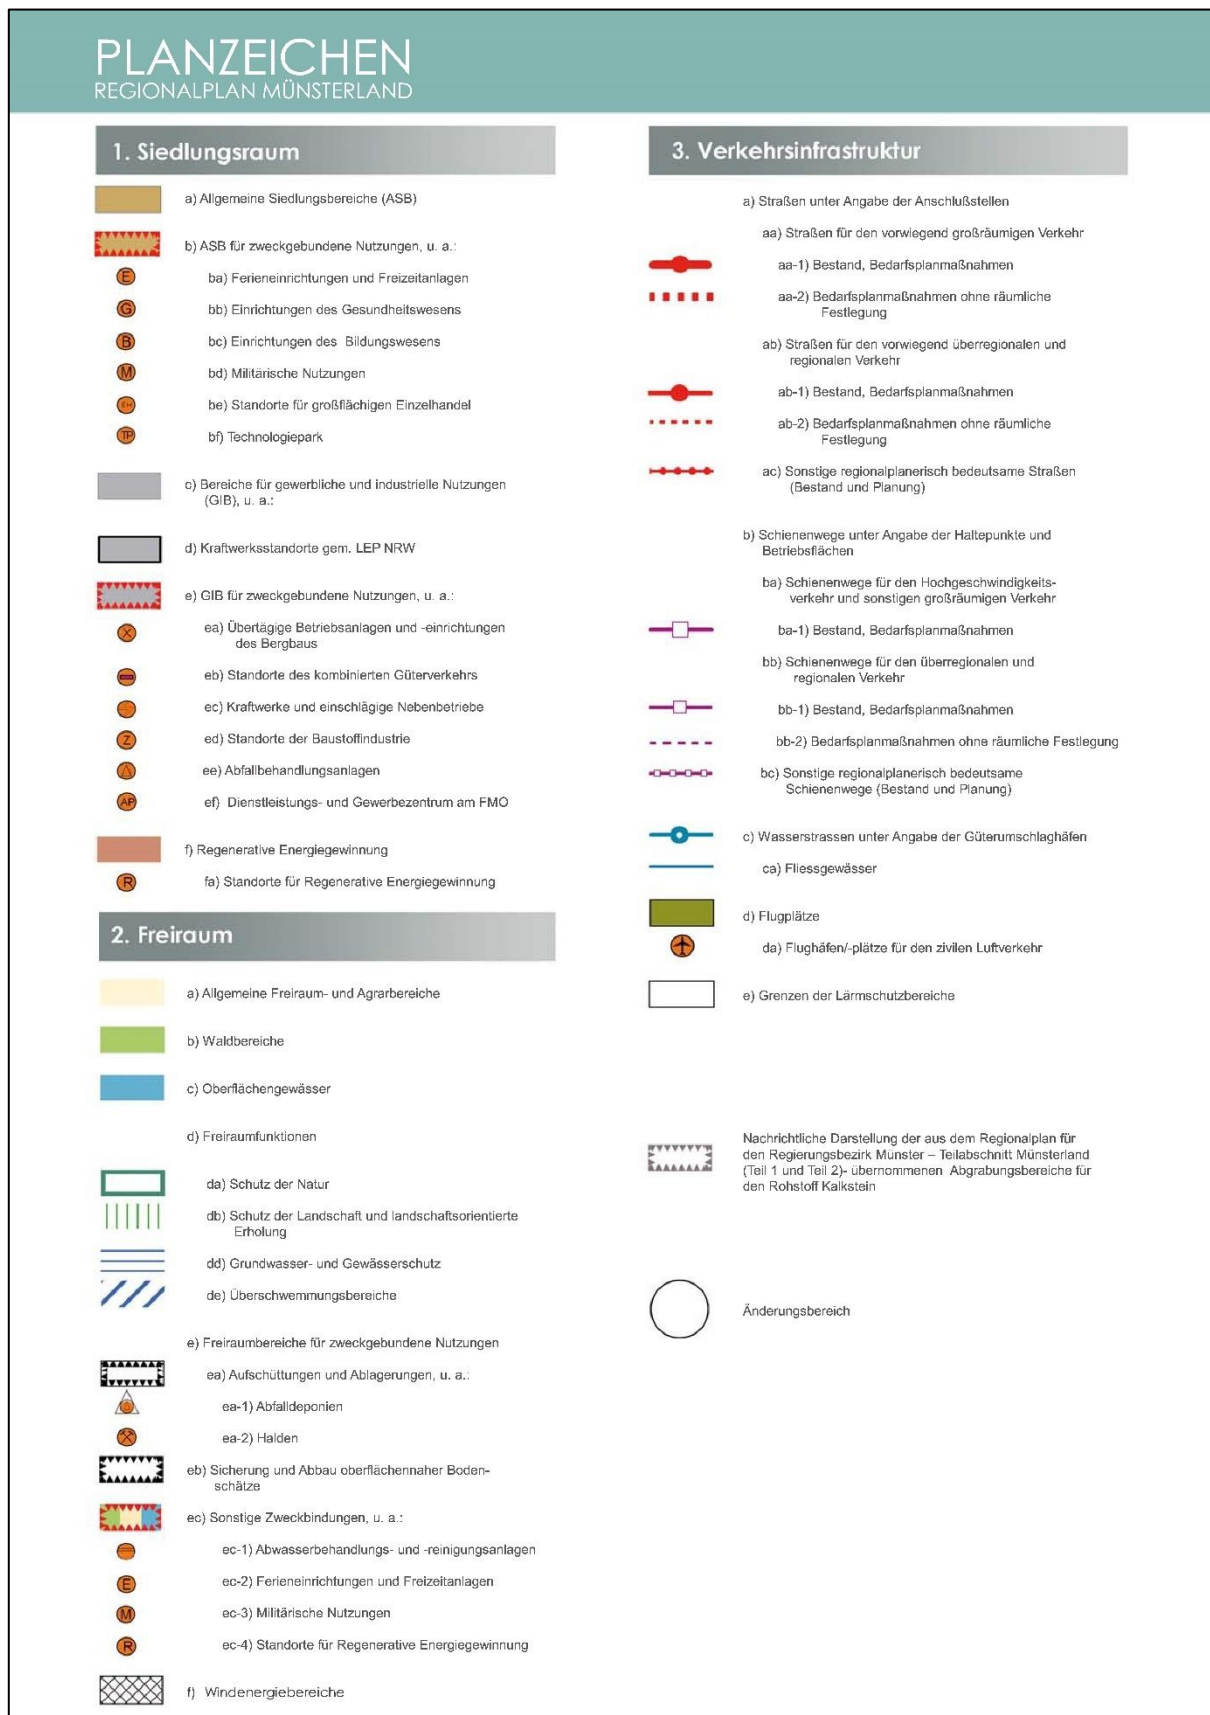 PLANZEICHEN
REGIONALPLAN MÜNSTERLAND
1. Siedlungsraum
a) Allgemeine Siedlungsbereiche (ASB)
b) ASB für zweckgebundene Nutzungen, u. a.:
E
ba) Ferieneinrichtungen und Freizeitanlagen
G
bb) Einrichtungen des Gesundheitswesens
B
bc) Einrichtungen des Bildungswesens
M
bd) Militärische Nutzungen
EH
be) Standorte für großflächigen Einzelhandel
TP
bf) Technologiepark
c) Bereiche für gewerbliche und industrielle Nutzungen
(GIB), u. a.:
d) Kraftwerksstandorte gem. LEP NRW
e) GIB für zweckgebundene Nutzungen, u. a.:
ea) Übertägige Betriebsanlagen und -einrichtungen
des Bergbaus
eb) Standorte des kombinierten Güterverkehrs
ec) Kraftwerke und einschlägige Nebenbetriebe
Z
ed) Standorte der Baustoffindustrie
ee) Abfallbehandlungsanlagen
AP
ef) Dienstleistungs- und Gewerbezentrum am FMO
f) Regenerative Energiegewinnung
R
fa) Standorte für Regenerative Energiegewinnung
2. Freiraum
a) Allgemeine Freiraum- und Agrarbereiche
b) Waldbereiche
c) Oberflächengewässer
d) Freiraumfunktionen
da) Schutz der Natur
db) Schutz der Landschaft und landschaftsorientierte
Erholung
dd) Grundwasser- und Gewässerschutz
de) Überschwemmungsbereiche
e) Freiraumbereiche für zweckgebundene Nutzungen
ea) Aufschüttungen und Ablagerungen, u. a.:
ea-1) Abfalldeponien
ea-2) Halden
eb) Sicherung und Abbau oberflächennaher Boden-
schätze
ec) Sonstige Zweckbindungen, u. a.:
ec-1) Abwasserbehandlungs- und -reinigungsanlagen
E
ec-2) Ferieneinrichtungen und Freizeitanlagen
M
ec-3) Militärische Nutzungen
R
ec-4) Standorte für Regenerative Energiegewinnung
f) Windenergiebereiche
3. Verkehrsinfrastruktur
a) Straßen unter Angabe der Anschlußstellen
aa) Straßen für den vorwiegend großräumigen Verkehr
aa-1) Bestand, Bedarfsplanmaßnahmen
aa-2) Bedarfsplanmaßnahmen ohne räumliche
Festlegung
ab) Straßen für den vorwiegend überregionalen und
regionalen Verkehr
ab-1) Bestand, Bedarfsplanmaßnahmen
ab-2) Bedarfsplanmaßnahmen ohne räumliche
Festlegung
ac) Sonstige regionalplanerisch bedeutsame Straßen
(Bestand und Planung)
b) Schienenwege unter Angabe der Haltepunkte und
Betriebsflächen
ba) Schienenwege für den Hochgeschwindigkeits-
verkehr und sonstigen großräumigen Verkehr
ba-1) Bestand, Bedarfsplanmaßnahmen
bb) Schienenwege für den überregionalen und
regionalen Verkehr
bb-1) Bestand, Bedarfsplanmaßnahmen
bb-2) Bedarfsplanmaßnahmen ohne räumliche Festlegung
bc) Sonstige regionalplanerisch bedeutsame
Schienenwege (Bestand und Planung)
c) Wasserstrassen unter Angabe der Güterumschlaghäfen
ca) Fliessgewässer
d) Flugplätze
da) Flughäfen/-plätze für den zivilen Luftverkehr
e) Grenzen der Lärmschutzbereiche
Nachrichtliche Darstellung der aus dem Regionalplan für
den Regierungsbezirk Münster – Teilabschnitt Münsterland
(Teil 1 und Teil 2)- übernommenen Abgrabungsbereiche für
den Rohstoff Kalkstein
Änderungsbereich